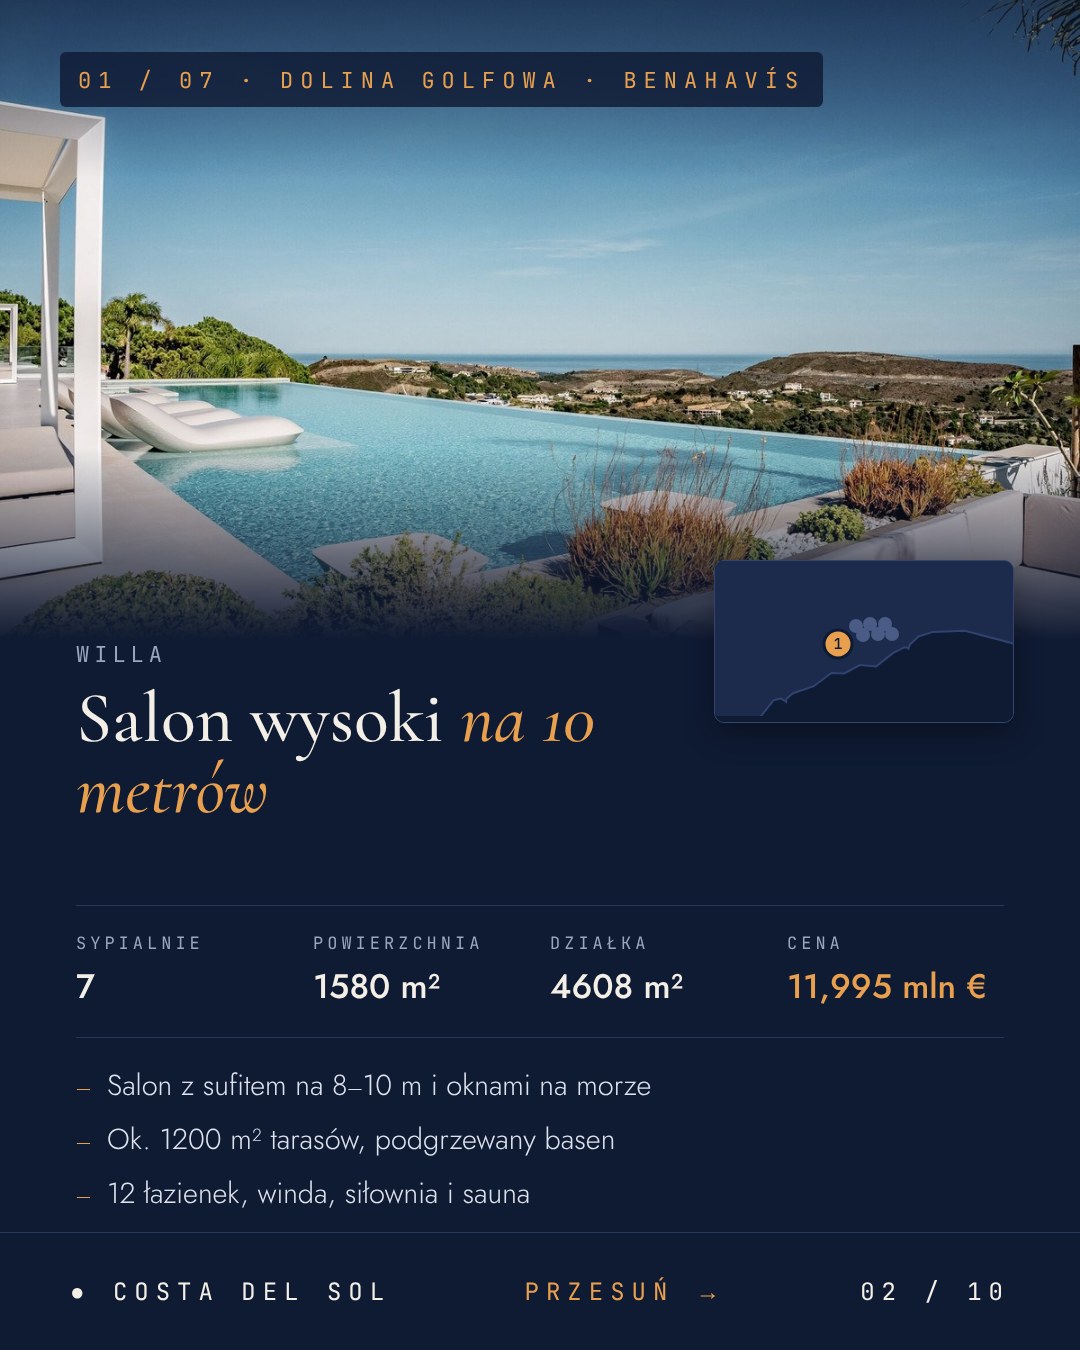 01 / 07 · DOLINA GOLFOWA · BENAHAVÍS
1
WILLA
Salon wysoki na 10
metrów
SYPIALNIE POWIERZCHNIA DZIAŁKA CENA
7 1580 m² 4608 m² 11,995 mln €
– Salon z sufitem na 8–10 m i oknami na morze
– Ok. 1200 m² tarasów, podgrzewany basen
– 12 łazienek, winda, siłownia i sauna
• COSTA DEL SOL PRZESUŃ → 02 / 10